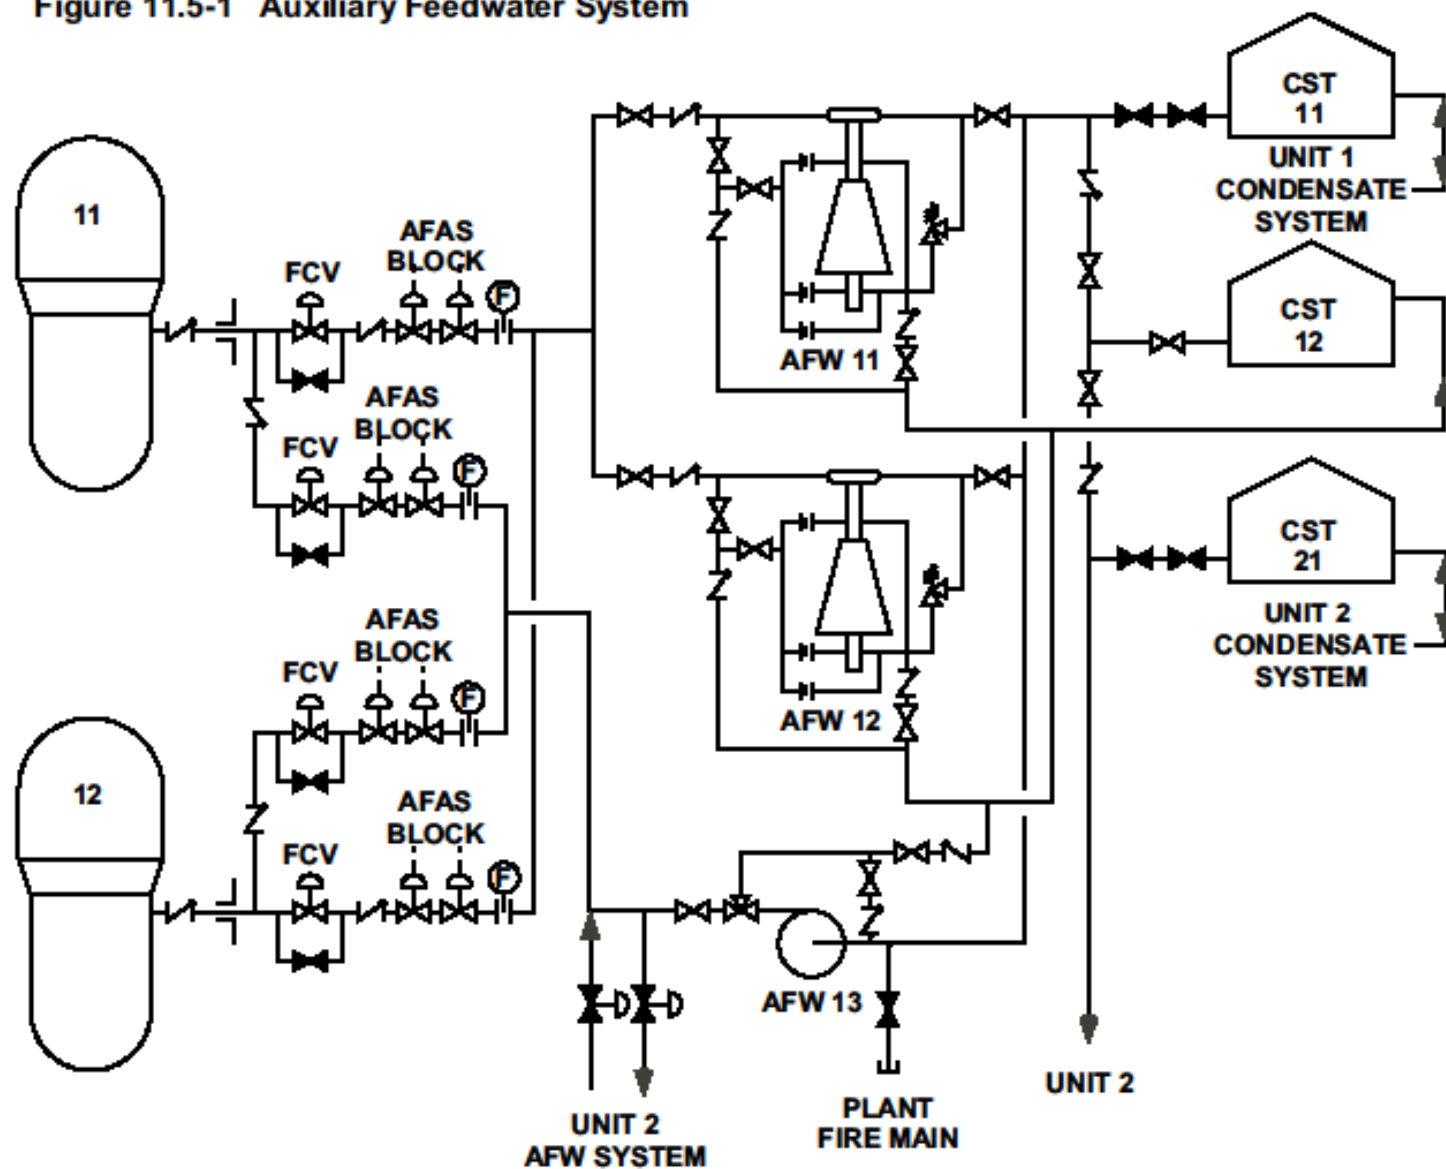 Figure 11.5-1 Auxiliary Feedwater System
CST
11
UNIT 1
CONDENSATE
SYSTEM
11
AFAS
BLOCK
FCV
F
AFW 11
CST
12
AFAS
BLOCK
FCV
F
CST
21
UNIT 2
CONDENSATE
SYSTEM
AFAS
BLOCK
FCV
F
AFW 12
12
AFAS
BLOCK
FCV
F
AFW 13
UNIT 2
AFW SYSTEM
PLANT
FIRE MAIN
UNIT 2